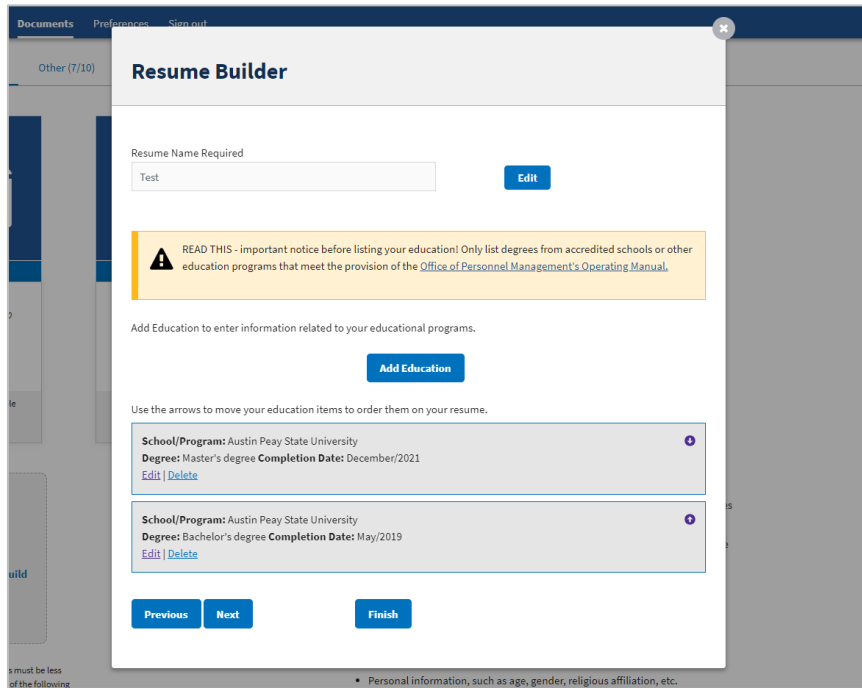 Documents Preferences Sign out
Other (7/10)
Resume Builder
Resume Name Required
Test
Edit
READ THIS - important notice before listing your education! Only list degrees from accredited schools or other
education programs that meet the provision of the Office of Personnel Management's Operating Manual.
Add Education to enter information related to your educational programs.
Add Education
Use the arrows to move your education items to order them on your resume.
School/Program: Austin Peay State University
Degree: Master's degree Completion Date: December/2021
Edit | Delete
School/Program: Austin Peay State University
Degree: Bachelor's degree Completion Date: May/2019
Edit | Delete
Previous Next Finish
s must be less
of the following
• Personal information, such as age, gender, religious affiliation, etc.